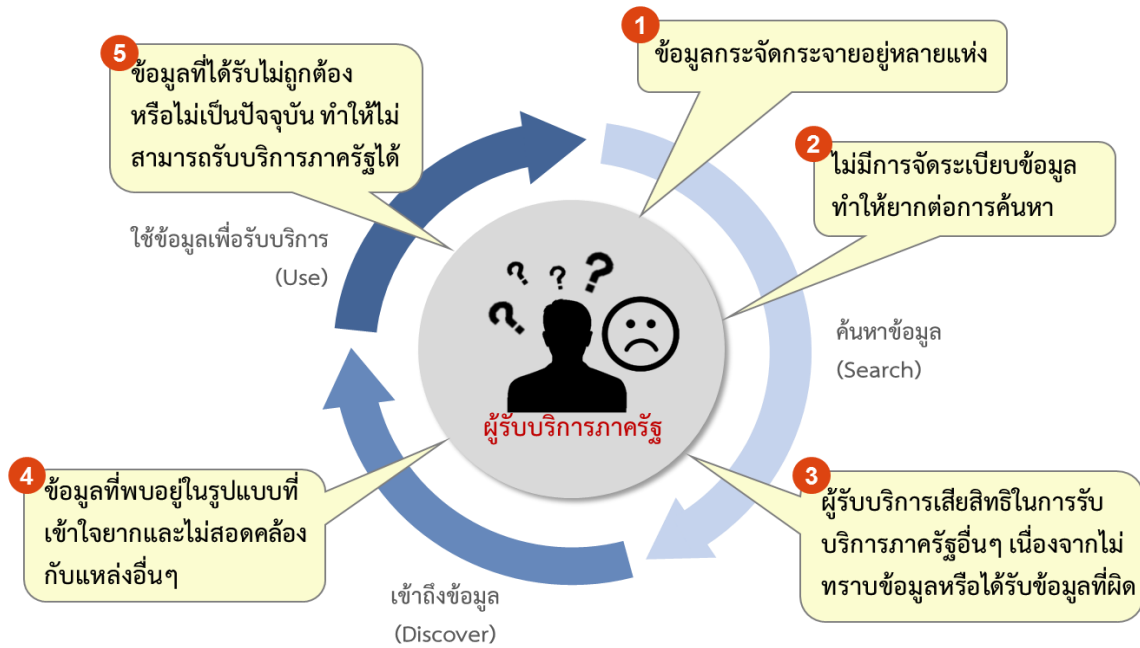 1
ข้อมูลกระจัดกระจายอยู่หลายแห่ง
2
ไม่มีการจัดระเบียบข้อมูล
ทำให้ยากต่อการค้นหา
ค้นหาข้อมูล
(Search)
3
ผู้รับบริการเสียสิทธิในการรับ
บริการภาครัฐอื่นๆ เนื่องจากไม่
ทราบข้อมูลหรือได้รับข้อมูลที่ผิด
เข้าถึงข้อมูล
(Discover)
4
ข้อมูลที่พบอยู่ในรูปแบบที่
เข้าใจยากและไม่สอดคล้อง
กับแหล่งอื่นๆ
ใช้ข้อมูลเพื่อรับบริการ
(Use)
5
ข้อมูลที่ได้รับไม่ถูกต้อง
หรือไม่เป็นปัจจุบัน ทำให้ไม่
สามารถรับบริการภาครัฐได้
? ? ? ?
ผู้รับบริการภาครัฐ